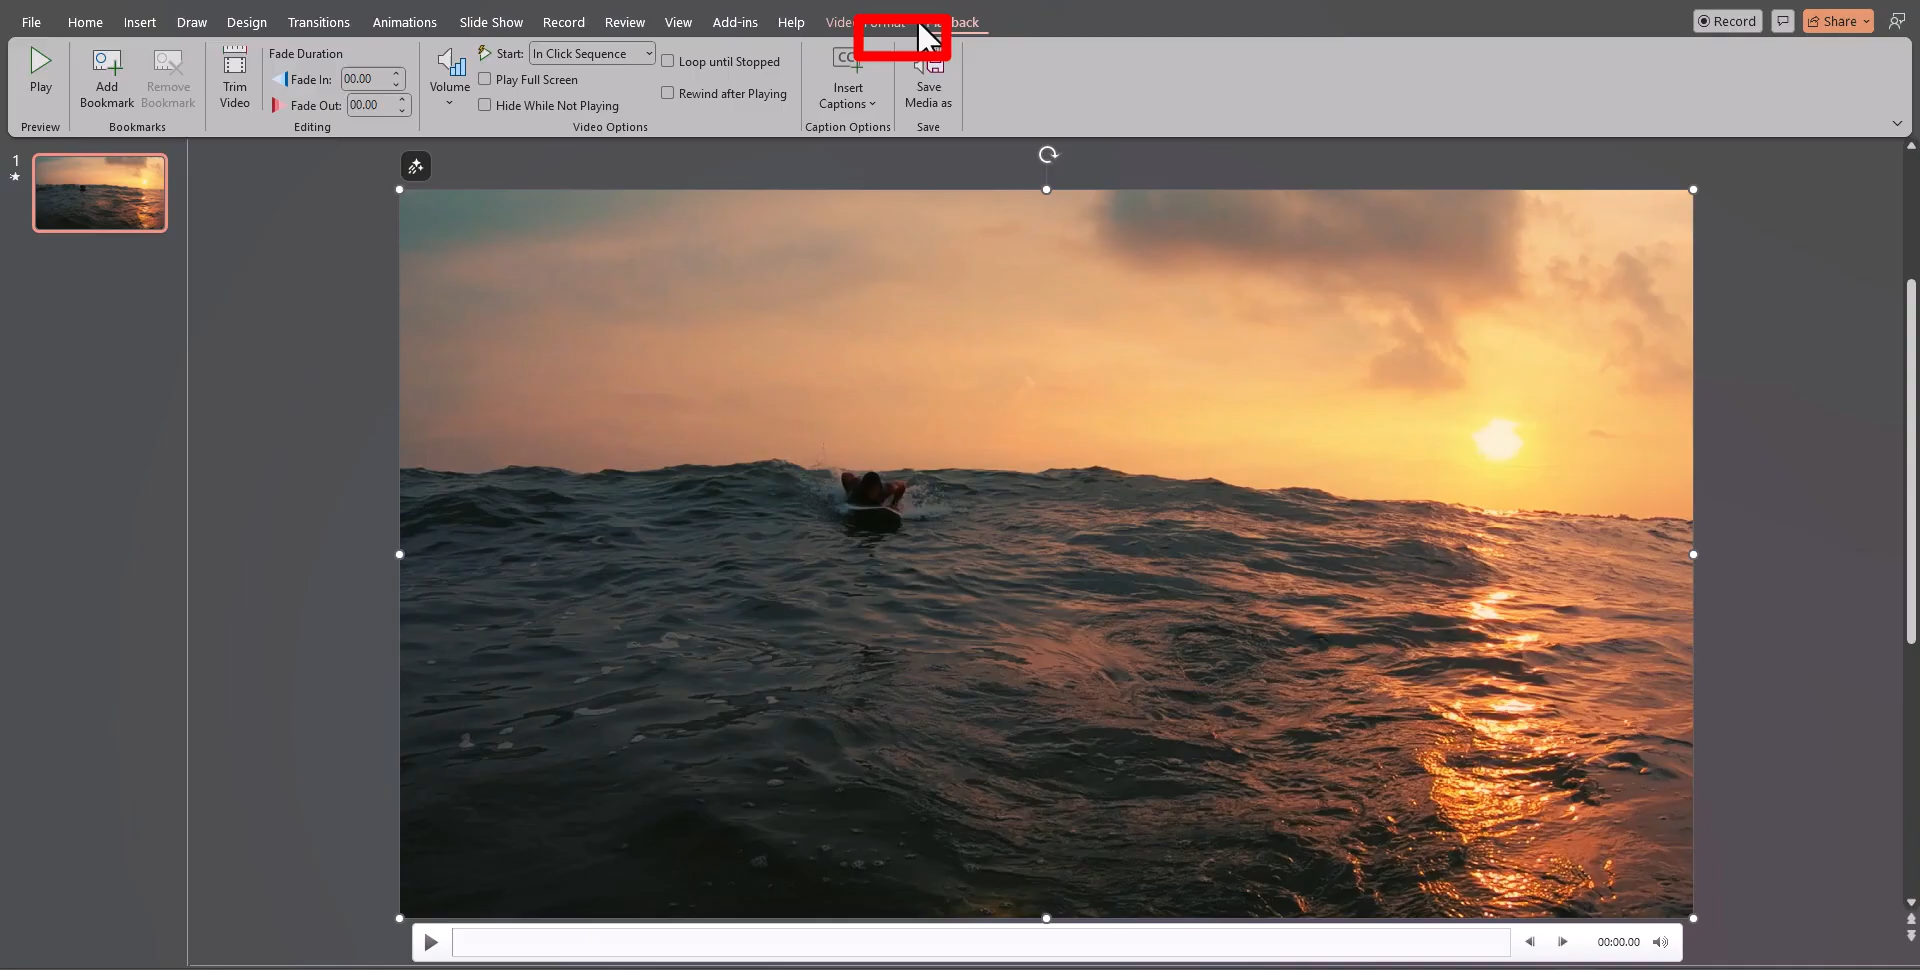 File Home Insert Draw Design Transitions Animations Slide Show Record Review View Add-ins Help Record Share
Play
Preview
Add
Bookmark
Remove
Bookmark
Bookmarks
Trim
Video
Fade Duration
Fade In: 00.00
Fade Out: 00.00
Editing
Volume
Start: In Click Sequence
Play Full Screen
Hide While Not Playing
Loop until Stopped
Rewind after Playing
Video Options
Insert
Captions
Caption Options
Save
Media as
Save
1
00:00.00